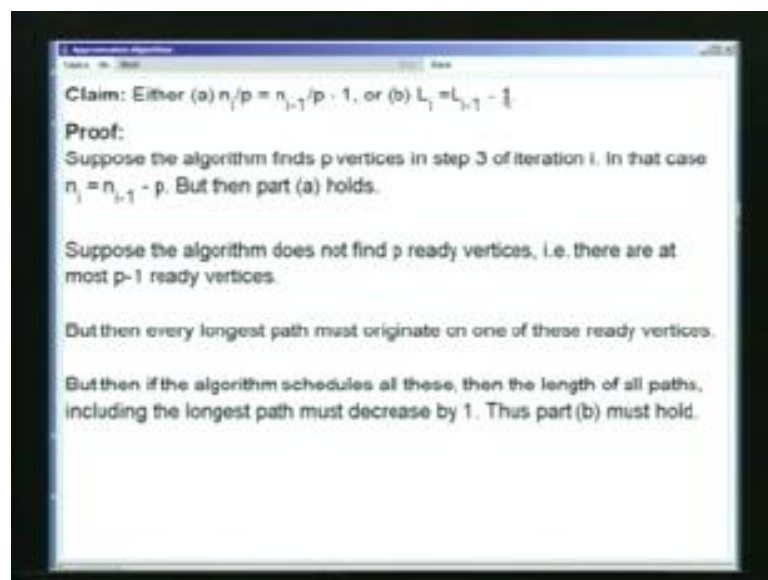 Approximation Algorithms
Claim: Either (a) n_i/p = n_{i-1}/p - 1, or (b) L_i = L_{i-1} - 1
Proof:
Suppose the algorithm finds p vertices in step 3 of iteration i. In that case
n_i = n_{i-1} - p. But then part (a) holds.
Suppose the algorithm does not find p ready vertices, i.e. there are at
most p-1 ready vertices.
But then every longest path must originate on one of these ready vertices.
But then if the algorithm schedules all these, then the length of all paths,
including the longest path must decrease by 1. Thus part (b) must hold.